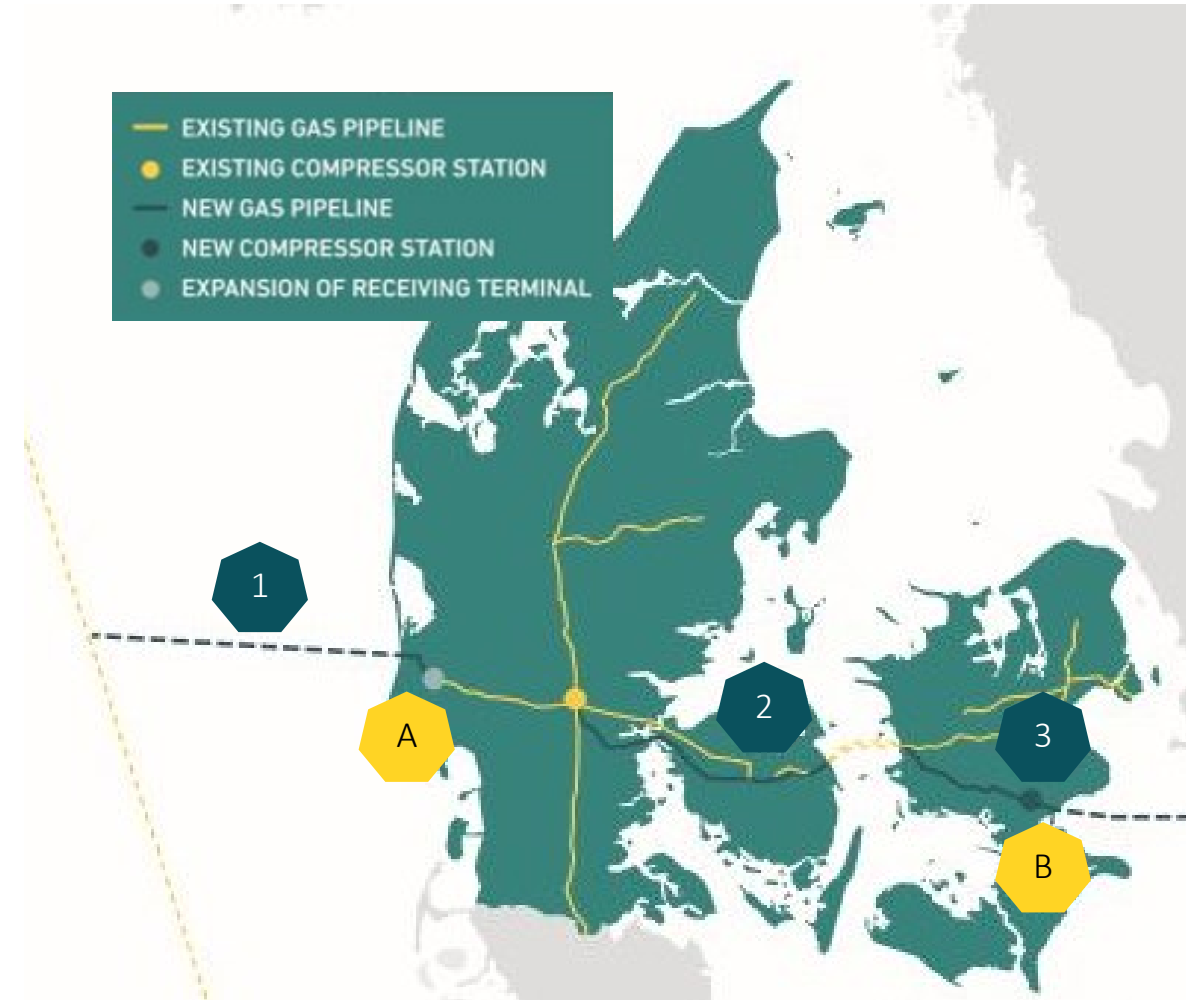 EXISTING GAS PIPELINE
EXISTING COMPRESSOR STATION
NEW GAS PIPELINE
NEW COMPRESSOR STATION
EXPANSION OF RECEIVING TERMINAL
1
2
A
3
B